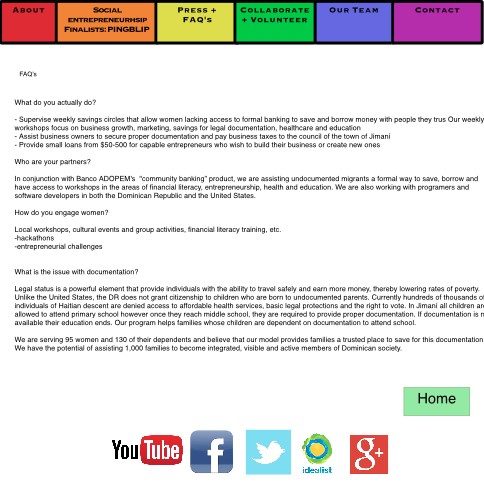 About
Social entrepreneurhsip Finalists: PINGBLIP
Press + FAQ's
Collaborate + Volunteer
Our Team
Contact
FAQ's
What do you actually do?
- Supervise weekly savings circles that allow women lacking access to formal banking to save and borrow money with people they trus Our weekly
workshops focus on business growth, marketing, savings for legal documentation, healthcare and education
- Assist business owners to secure proper documentation and pay business taxes to the council of the town of Jimani
- Provide small loans from $50-500 for capable entrepreneurs who wish to build their business or create new ones
Who are your partners?
In conjection with Banco ADOPEM's "community banking" product, we are assisting undocumented migrants a formal way to save, borrow and
have access to workshops in the areas of financial literacy, entrepreneurship, health and education. We are also working with programers and
software developers in both the Dominican Republic and the United States.
How do you engage women?
Local workshops, cultural events and group activities, financial literacy training, etc.
-hackathons
-entrepreneurial challenges
What is the issue with documentation?
Legal status is a powerful element that provide individuals with the ability to travel safely and earn more money, thereby lowering rates of poverty.
Unlike the United States, the DR does not grant citizenship to children who are born to undocumented parents. Currently hundreds of thousands of
individuals of Haitian descent are denied access to affordable health services, basic legal protections and the right to vote. In Jimani all children are
allowed to attend primary school however once they reach middle school, they are required to provide proper documentation. If documentation is n
available their education ends. Our program helps families whose children are dependent on documentation to attend school.
We are serving 95 women and 130 of their dependents and believe that our model provides families a trusted place to save for this documentation
We have the potential of assisting 1,000 families to become integrated, visible and active members of Dominican society.
Home
YouTube
f
idealist
g+